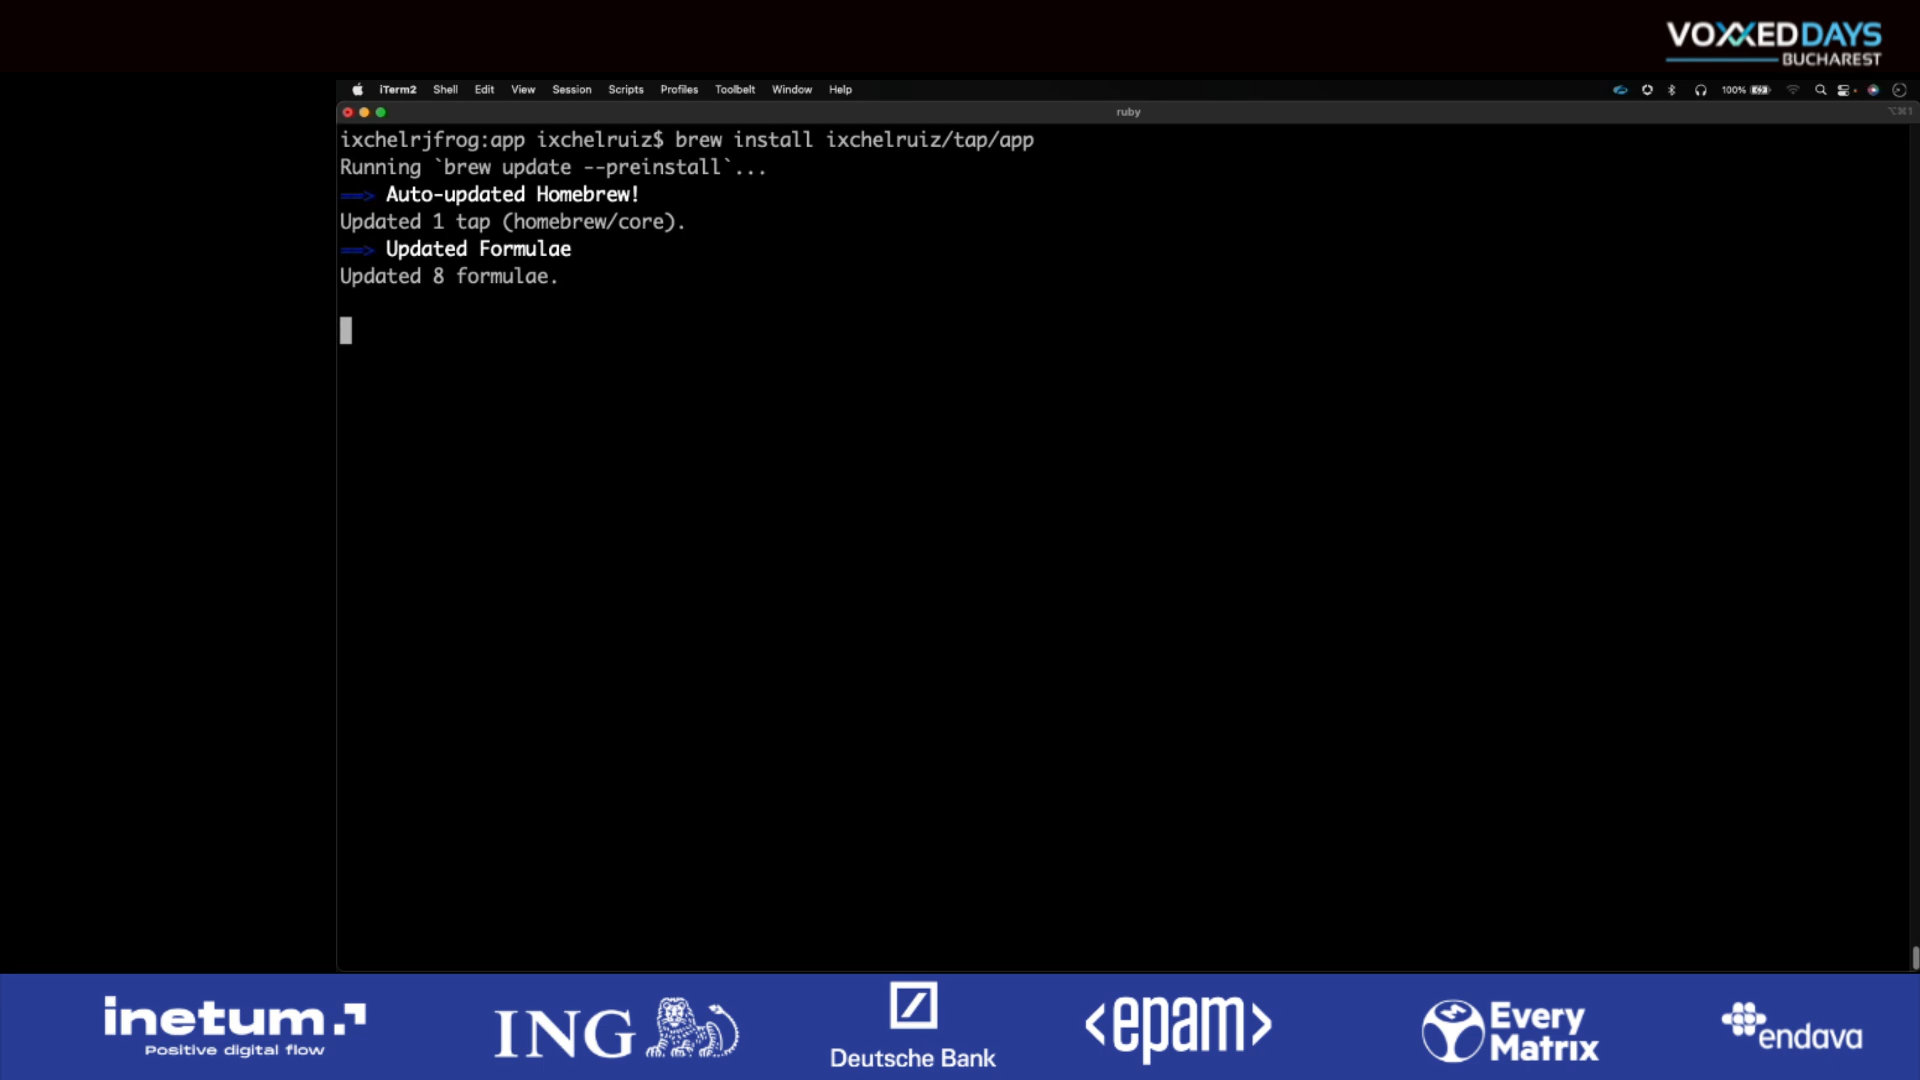 VOXXEDDAYS
BUCHAREST
iTerm2 Shell Edit View Session Scripts Profiles Toolbelt Window Help
100%
ruby
⌥⌘1
ixchelrjfrog:app ixchelruiz$ brew install ixchelruiz/tap/app
Running `brew update --preinstall`...
==> Auto-updated Homebrew!
Updated 1 tap (homebrew/core).
==> Updated Formulae
Updated 8 formulae.
inetum.
Positive digital flow
ING
Deutsche Bank
<epam>
Every
Matrix
endava